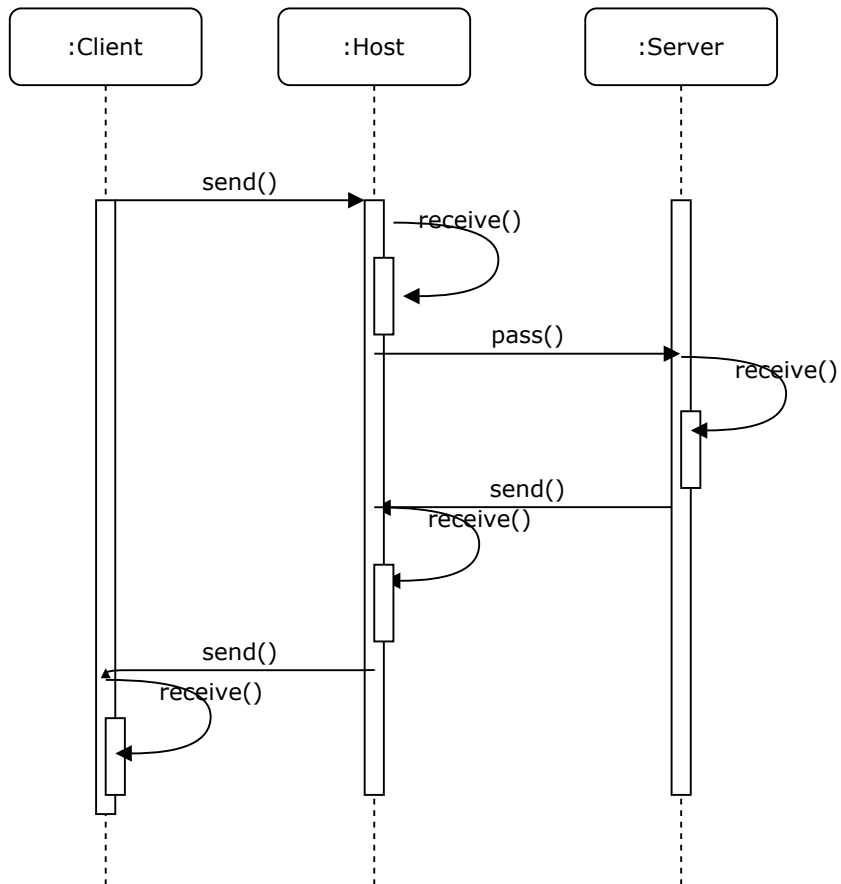 :Client
:Host
:Server
send()
receive()
pass()
receive()
send()
receive()
send()
receive()